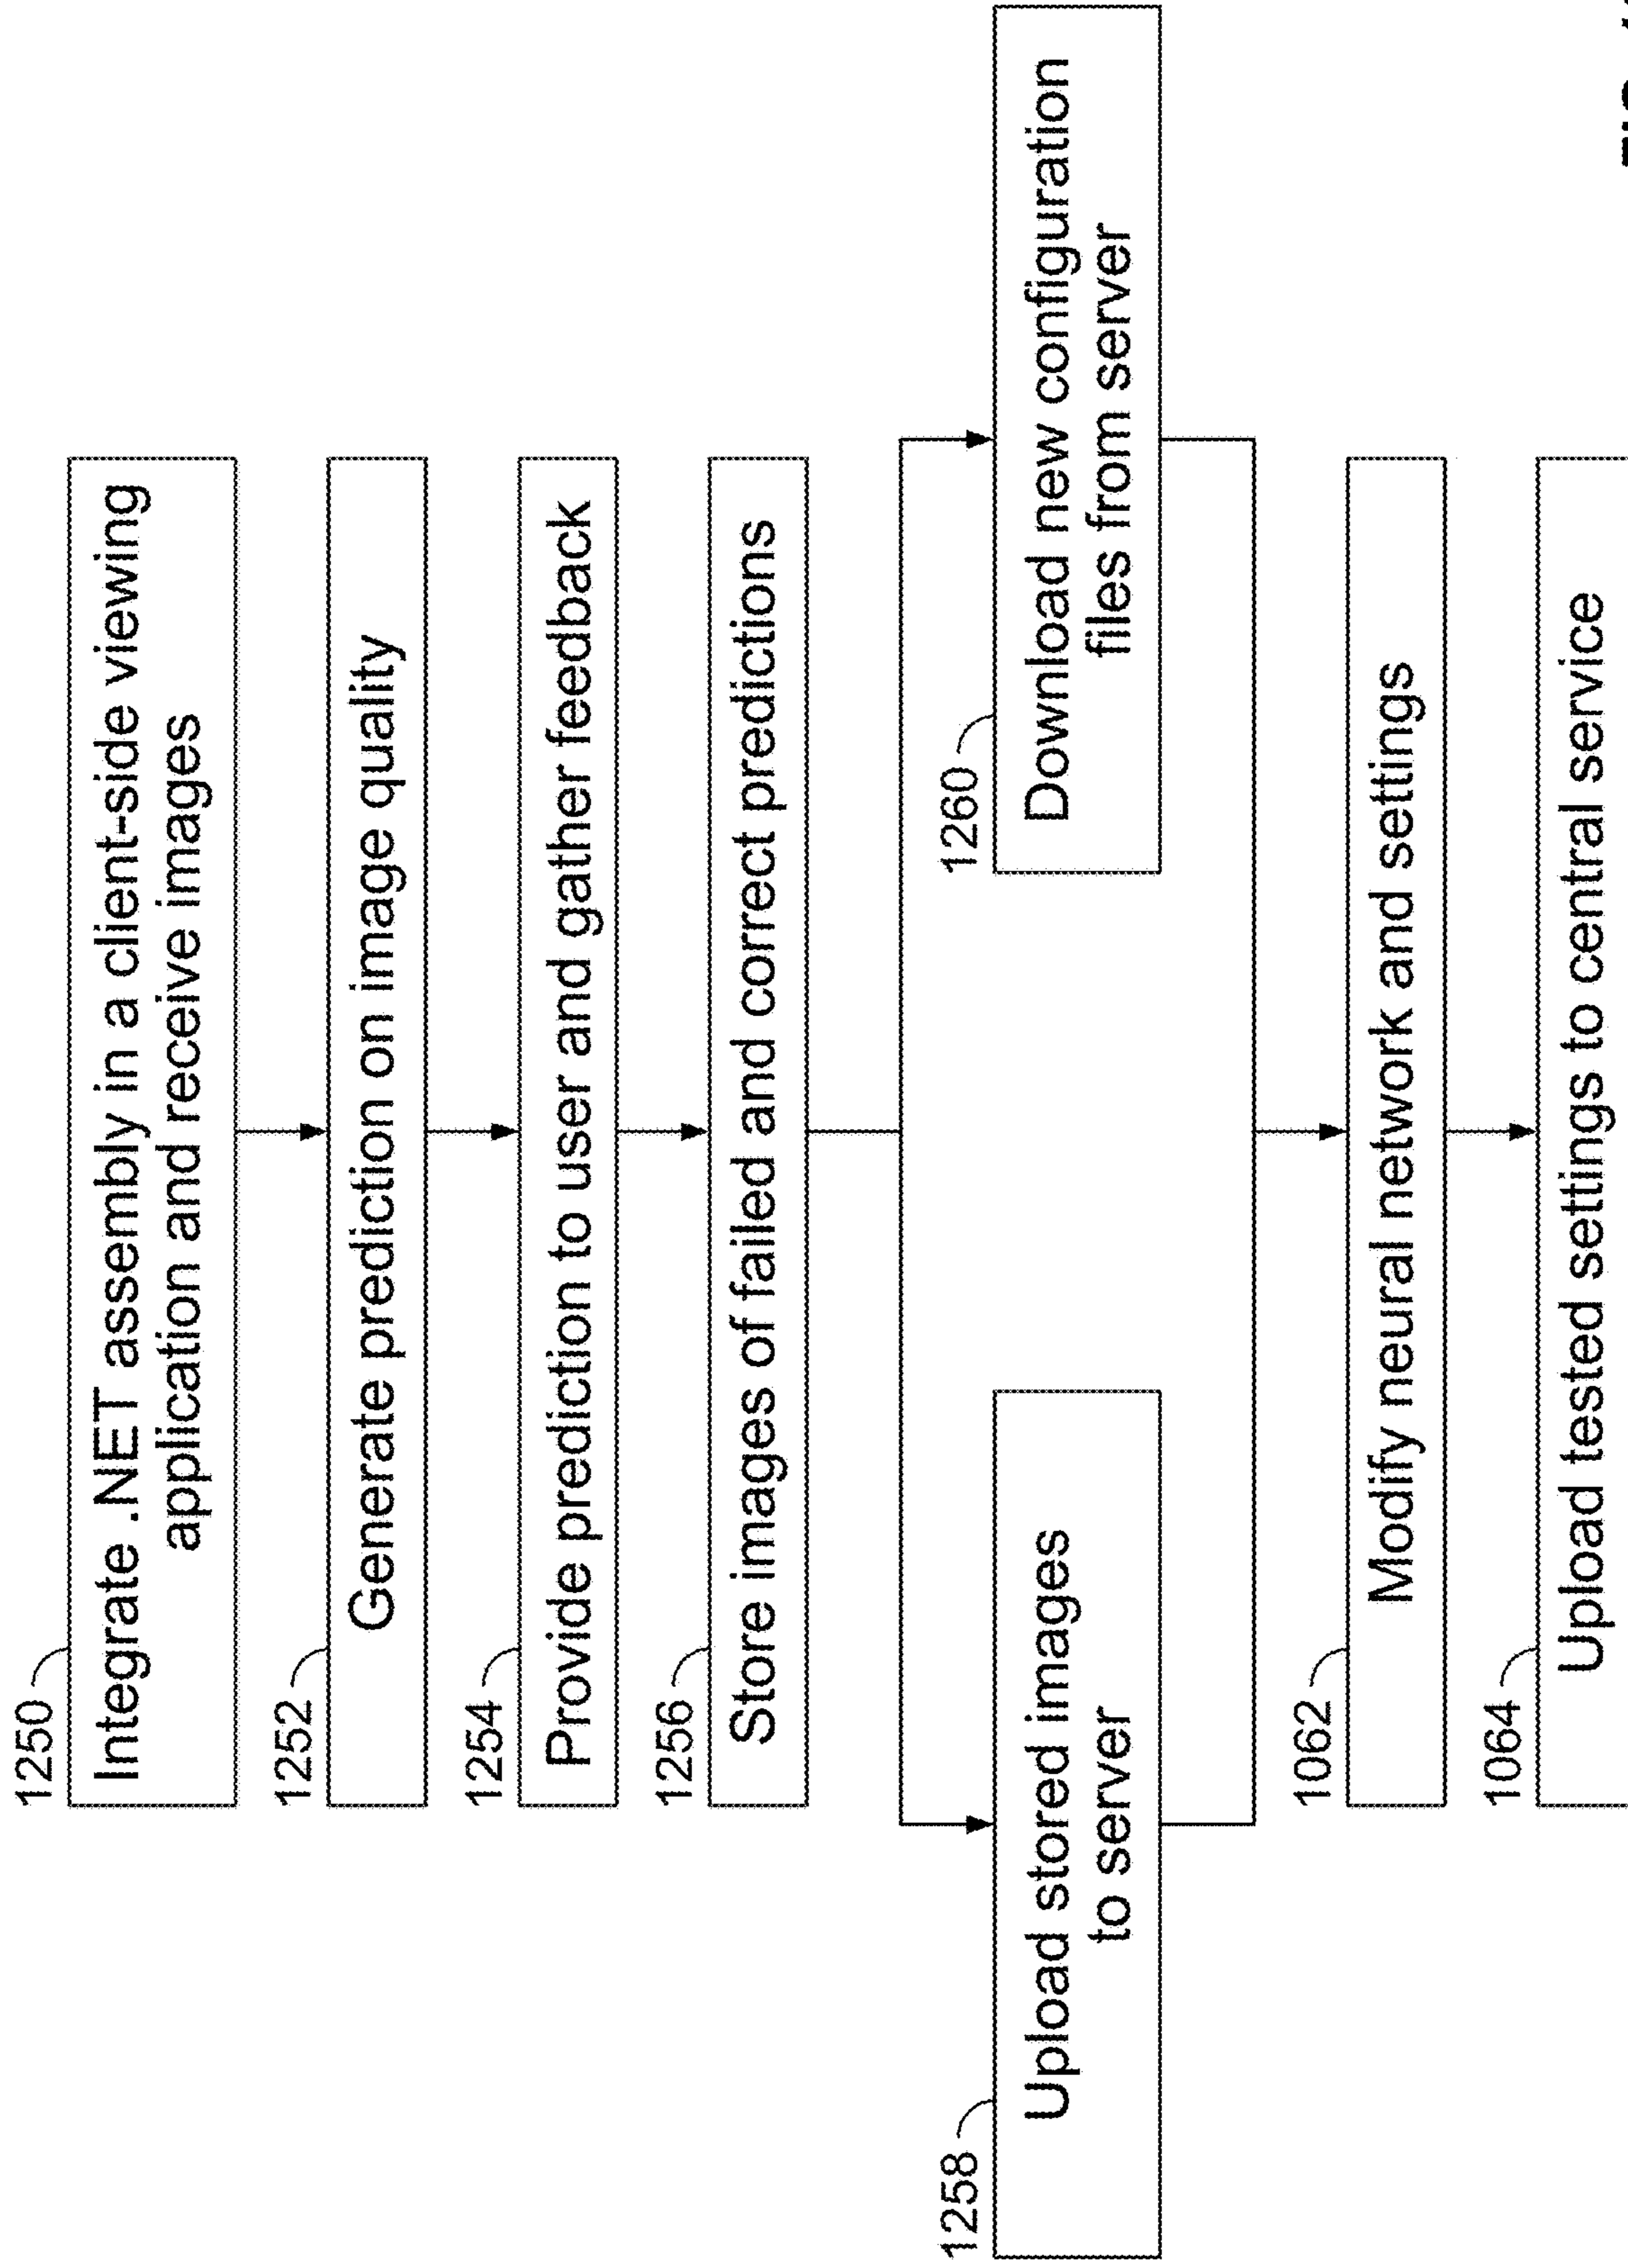 1250
Integrate .NET assembly in a client-side viewing
application and receive images
1252
Generate prediction on image quality
1254
Provide prediction to user and gather feedback
1256
Store images of failed and correct predictions
1258
Upload stored images
to server
1260
Download new configuration
files from server
1062
Modify neural network and settings
1064
Upload tested settings to central service